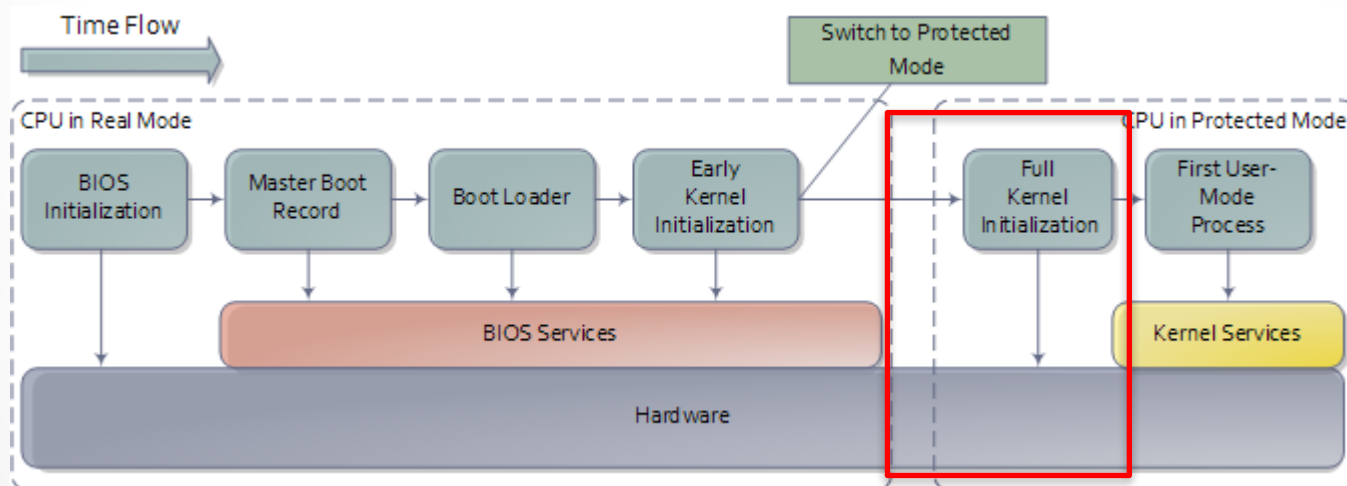 Time Flow
Switch to Protected
Mode
CPU in Real Mode
CPU in Protected Mode
BIOS
Initialization
Master Boot
Record
Boot Loader
Early
Kernel
Initialization
Full
Kernel
Initialization
First User-
Mode
Process
BIOS Services
Kernel Services
Hardware